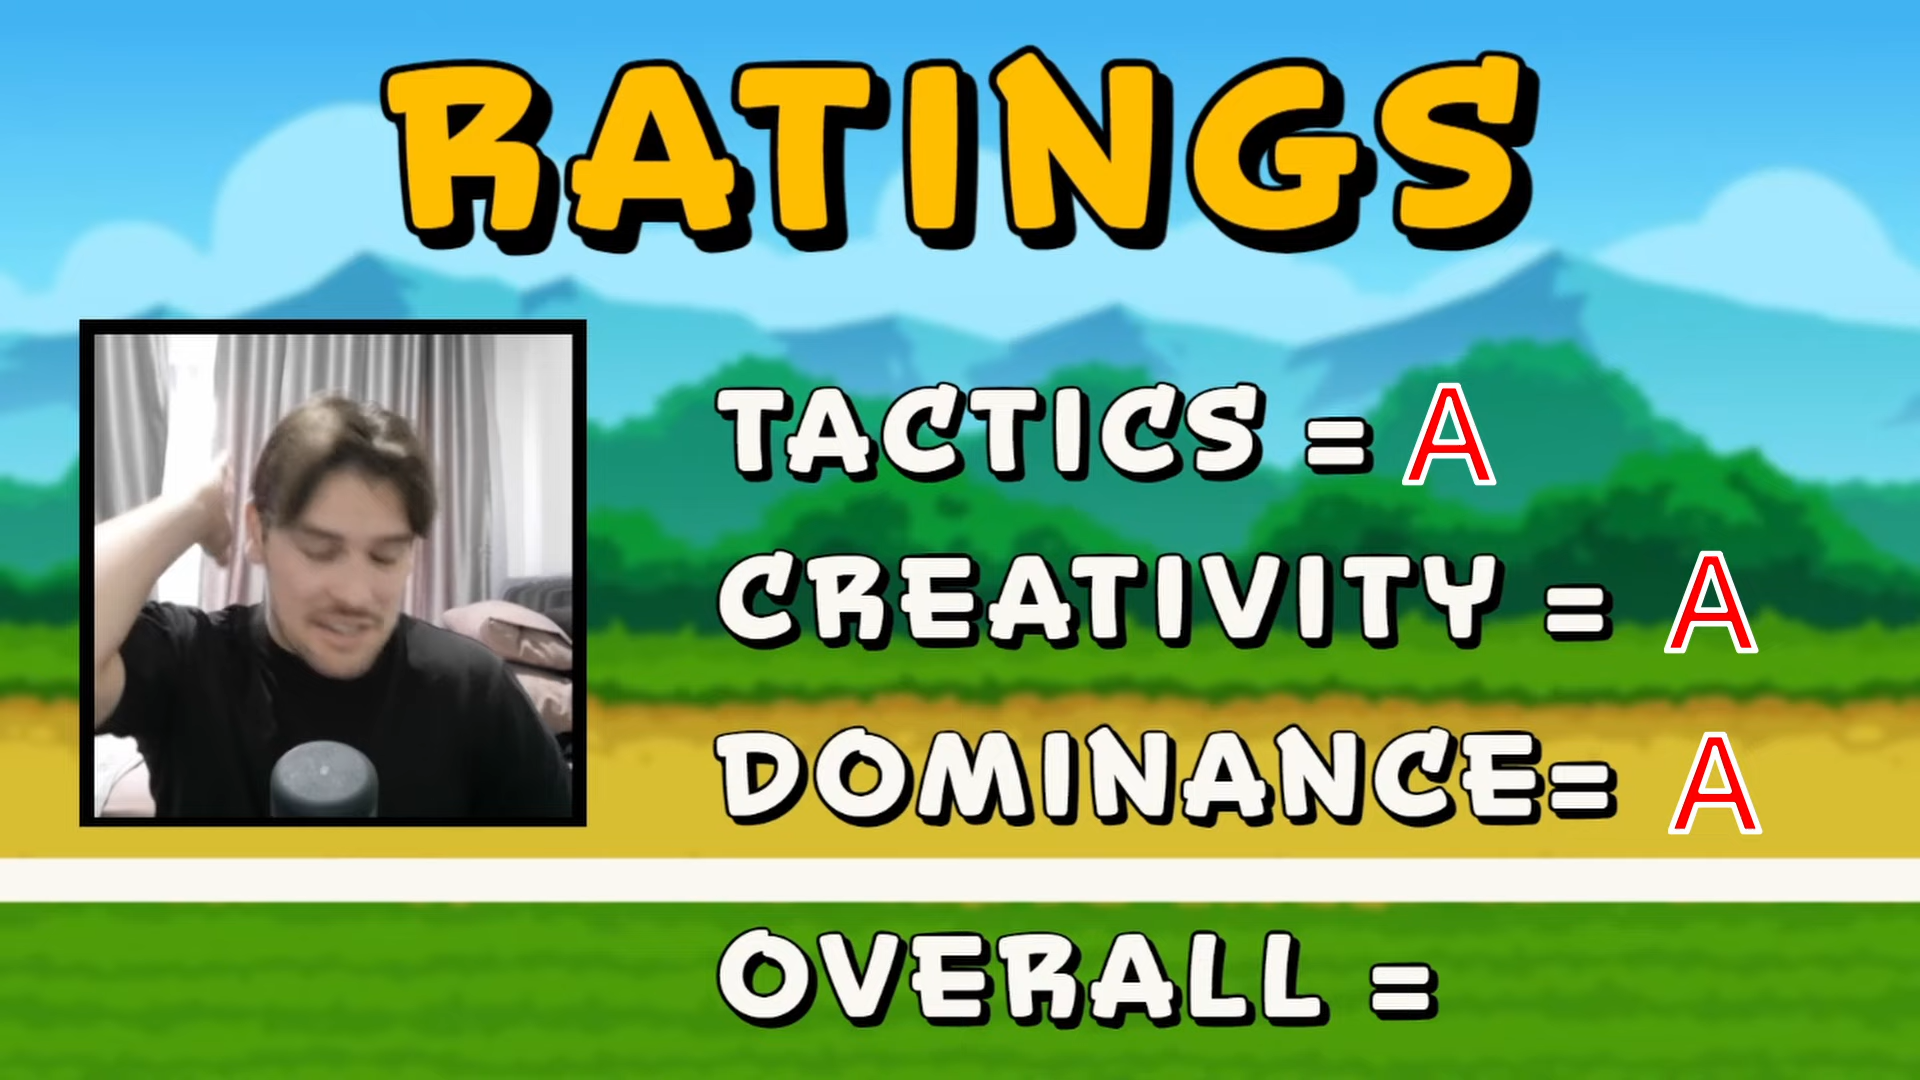 RATINGS
TACTICS = A
CREATIVITY = A
DOMINANCE= A
OVERALL =